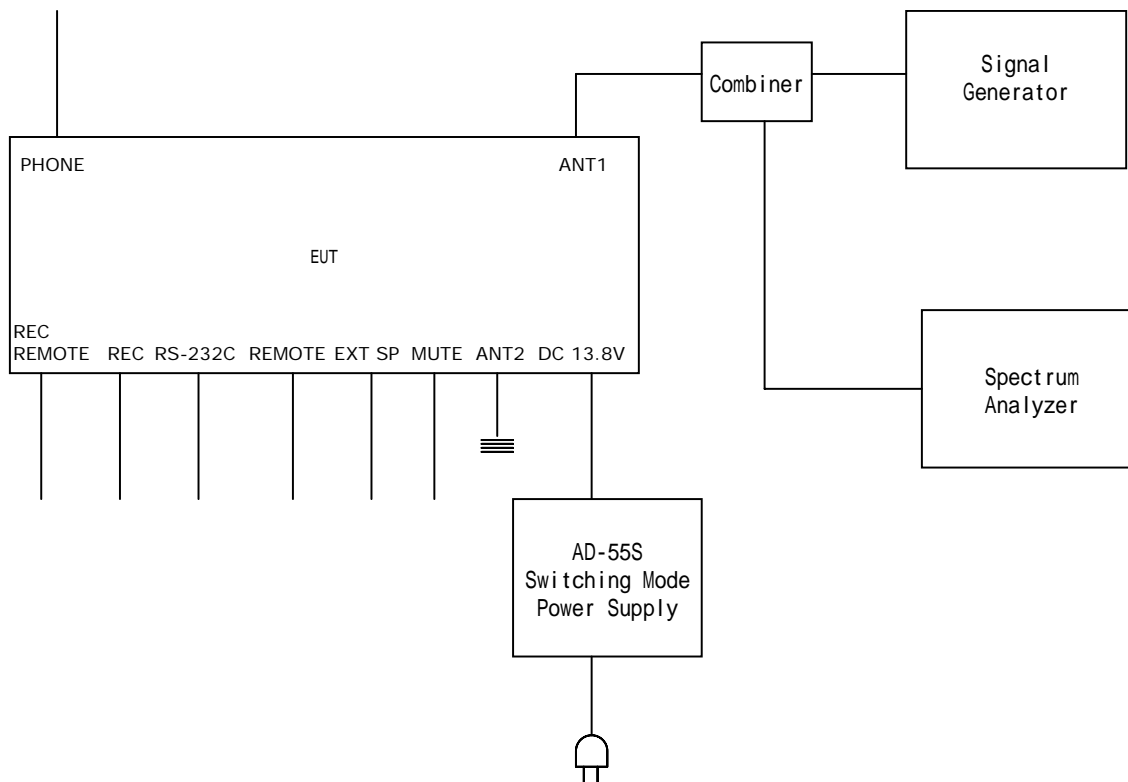 Signal
Generator
Combiner
PHONE
ANT1
EUT
REC
REMOTE REC RS-232C REMOTE EXT SP MUTE ANT2 DC 13.8V
Spectrum
Analyzer
AD-55S
Switching Mode
Power Supply